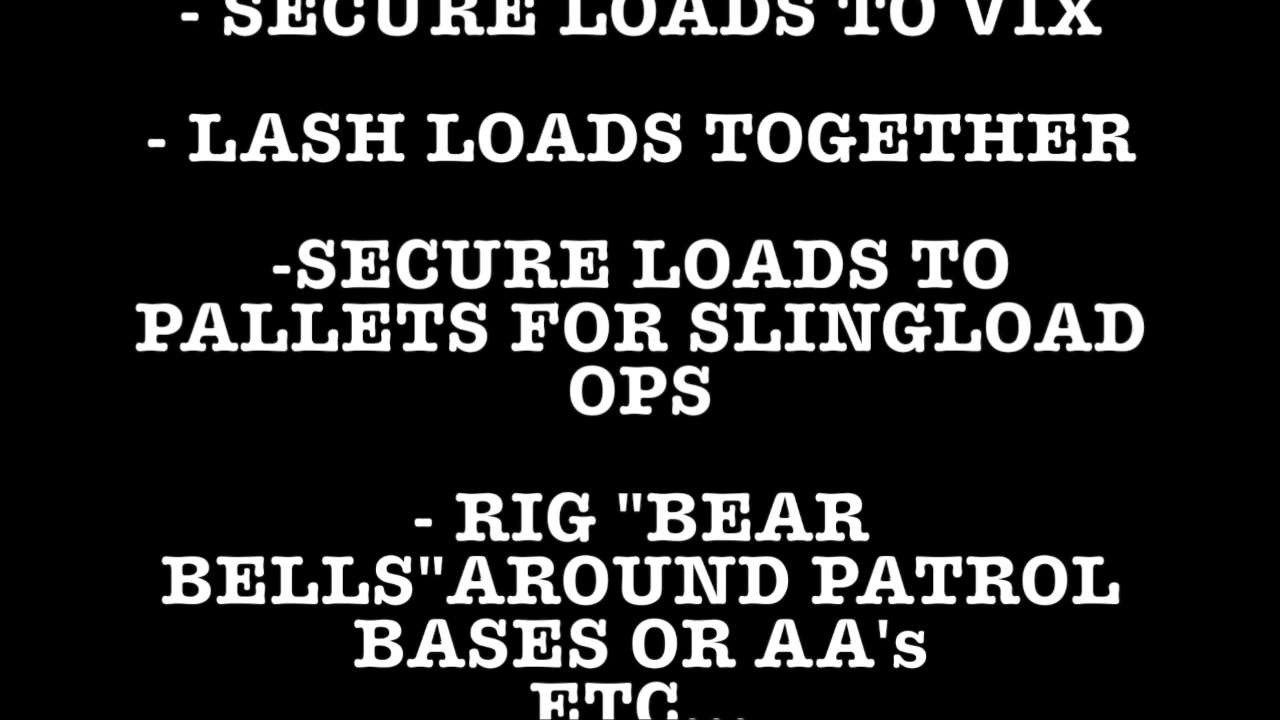 - SECURE LOADS TO VIX
- LASH LOADS TOGETHER
-SECURE LOADS TO
PALLETS FOR SLINGLOAD
OPS
- RIG "BEAR
BELLS"AROUND PATROL
BASES OR AA's
ETC...